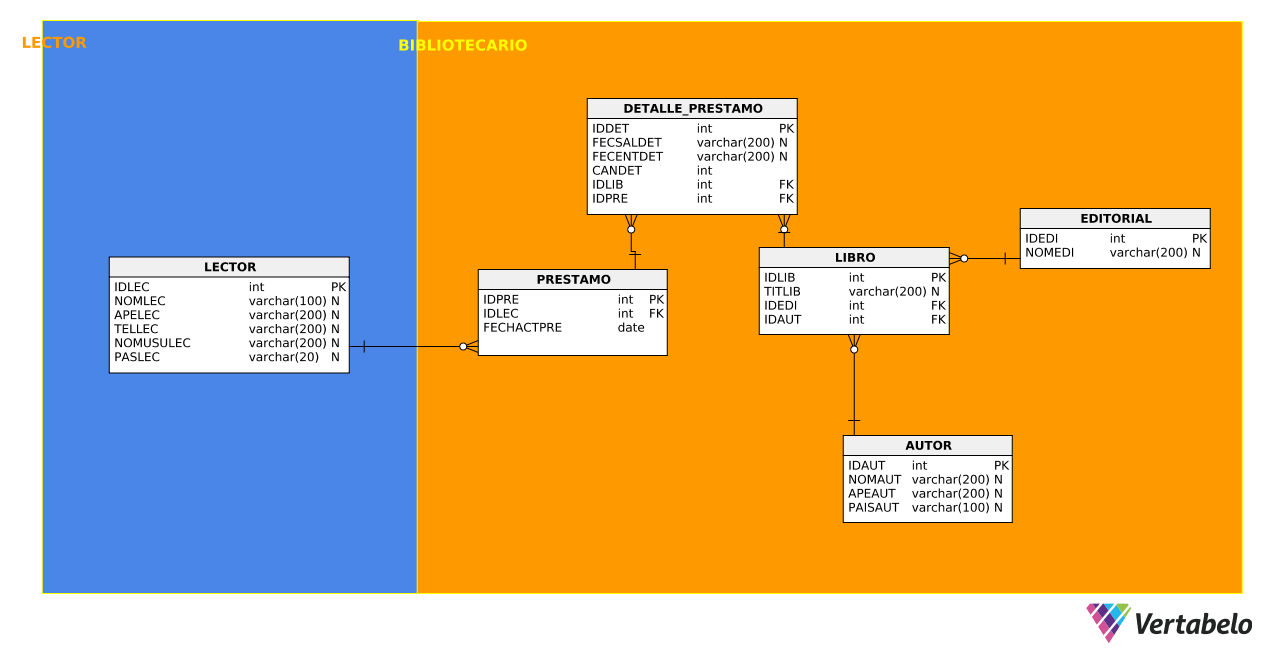 LECTOR
BIBLIOTECARIO
DETALLE_PRESTAMO
IDDET int PK
FECSALDET varchar(200) N
FECENTDET varchar(200) N
CANDET int
IDLIB int FK
IDPRE int FK
EDITORIAL
IDEDI int PK
NOMEDI varchar(200) N
LIBRO
IDLIB int PK
TITLIB varchar(200) N
IDEDI int FK
IDAUT int FK
LECTOR
IDLEC int PK
NOMLEC varchar(100) N
APELEC varchar(200) N
TELLEC varchar(200) N
NOMUSULEC varchar(200) N
PASLEC varchar(20) N
PRESTAMO
IDPRE int PK
IDLEC int FK
FECHACTPRE date
AUTOR
IDAUT int PK
NOMAUT varchar(200) N
APEAUT varchar(200) N
PAISAUT varchar(100) N
Vertabelo